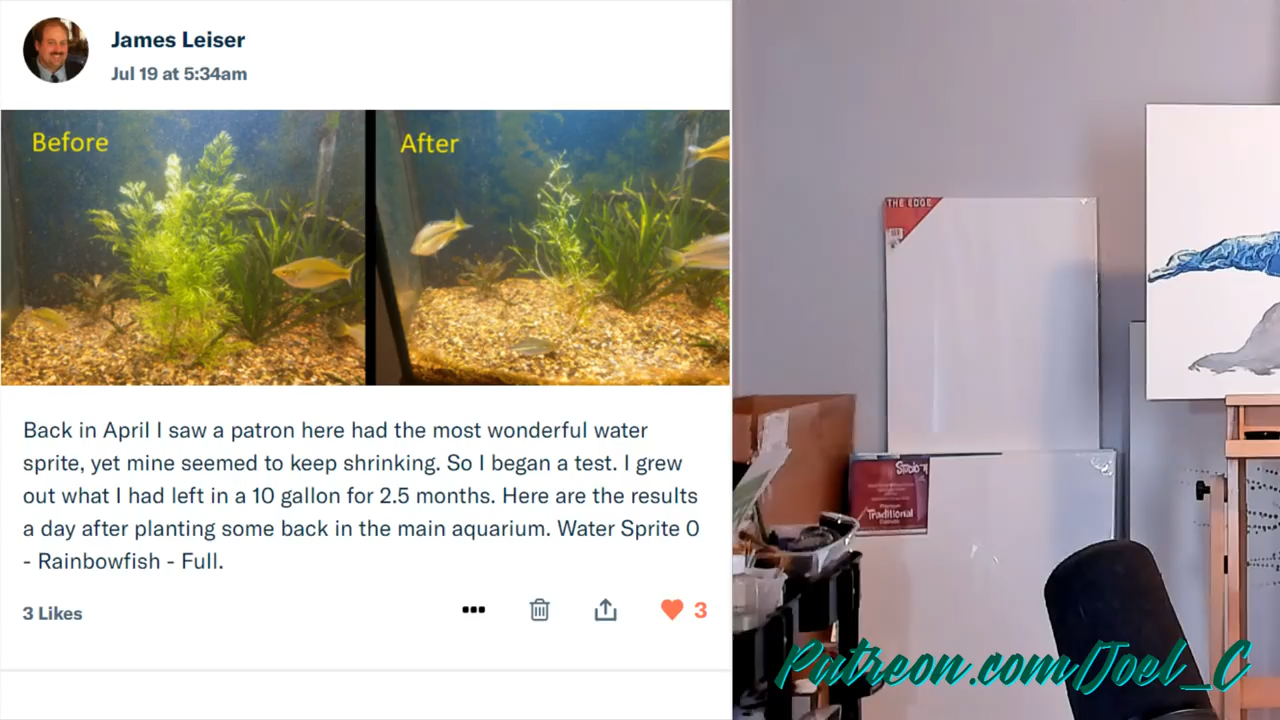 James Leiser
Jul 19 at 5:34am
Before
After
Back in April I saw a patron here had the most wonderful water
sprite, yet mine seemed to keep shrinking. So I began a test. I grew
out what I had left in a 10 gallon for 2.5 months. Here are the results
a day after planting some back in the main aquarium. Water Sprite 0
- Rainbowfish - Full.
3 Likes
3
THE EDGE
Studio 71
Traditional
Patreon.com/Joel_C